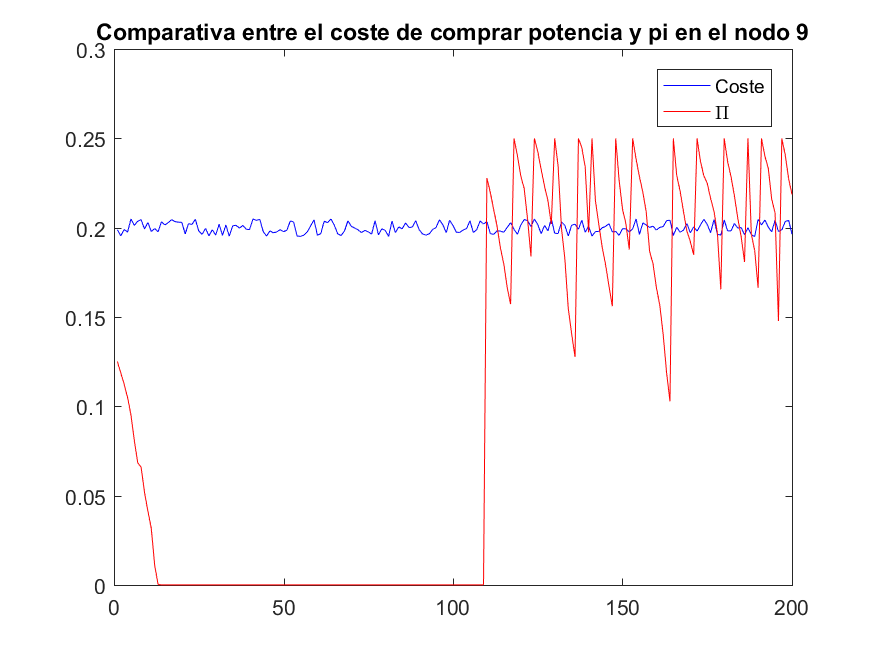 Comparativa entre el coste de comprar potencia y pi en el nodo 9
0.3
0.25
0.2
0.15
0.1
0.05
0
0 50 100 150 200
Coste
Π